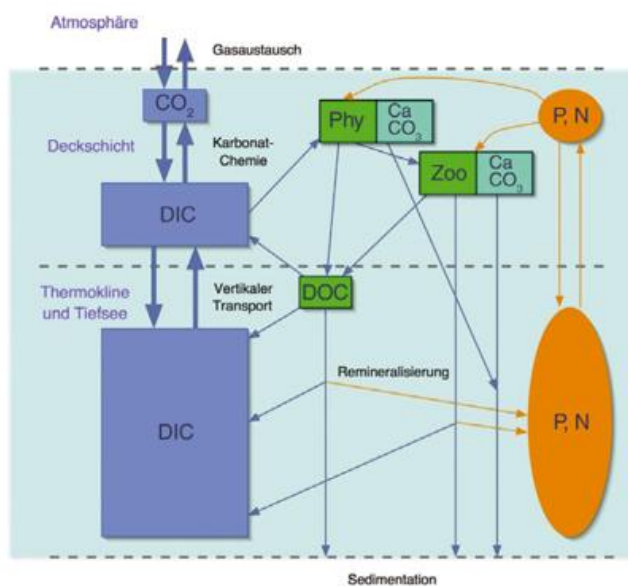 Atmosphäre
Gasaustausch
CO₂
Deckschicht
Karbonat-
Chemie
Phy
Ca
CO₃
P, N
Zoo
Ca
CO₃
DIC
Thermokline
und Tiefsee
Vertikaler
Transport
DOC
Remineralisierung
DIC
P, N
Sedimentation